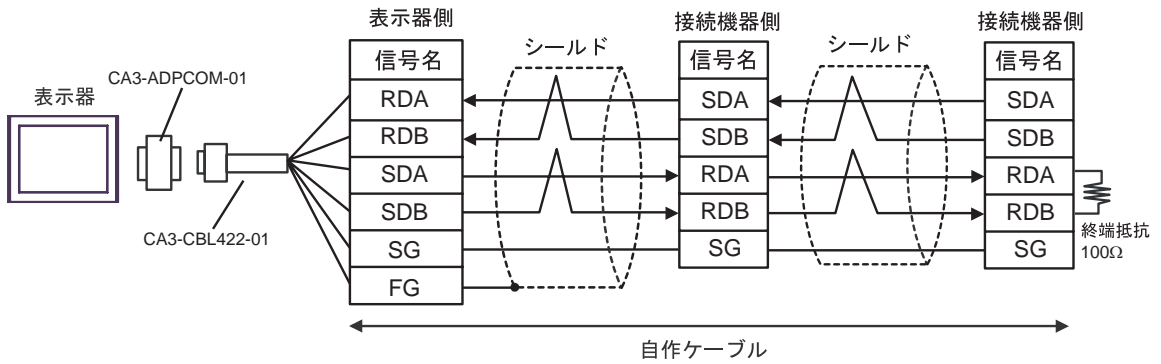 表示器側
接続機器側
接続機器側
シールド
シールド
CA3-ADPCOM-01
表示器
CA3-CBL422-01
信号名
RDA
RDB
SDA
SDB
SG
FG
信号名
SDA
SDB
RDA
RDB
SG
信号名
SDA
SDB
RDA
RDB
SG
終端抵抗
100Ω
自作ケーブル